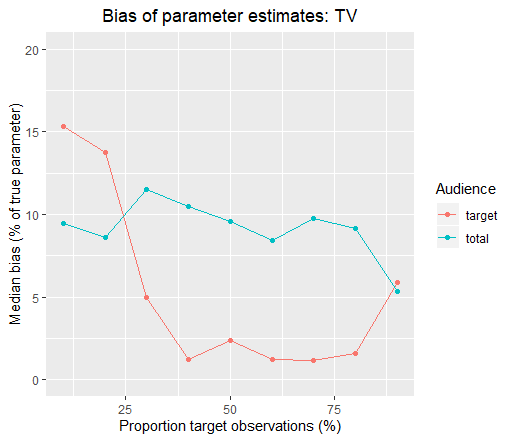 Bias of parameter estimates: TV
Median bias (% of true parameter)
20
15
10
5
0
25
50
75
Proportion target observations (%)
Audience
target
total